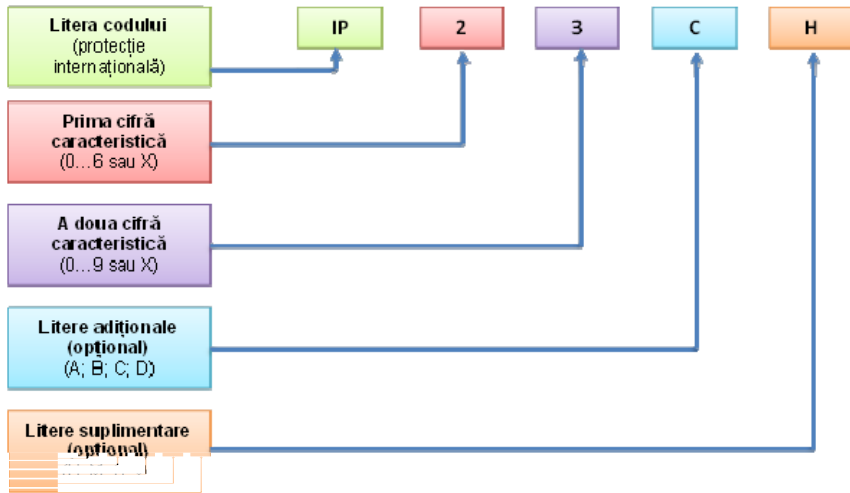 Litera codului
(protecție
internațională)
IP
2
3
C
H
Prima cifră
caracteristică
(0...6 sau X)
A doua cifră
caracteristică
(0...9 sau X)
Litere adiționale
(opțional)
(A; B; C; D)
Litere suplimentare
(opțional)